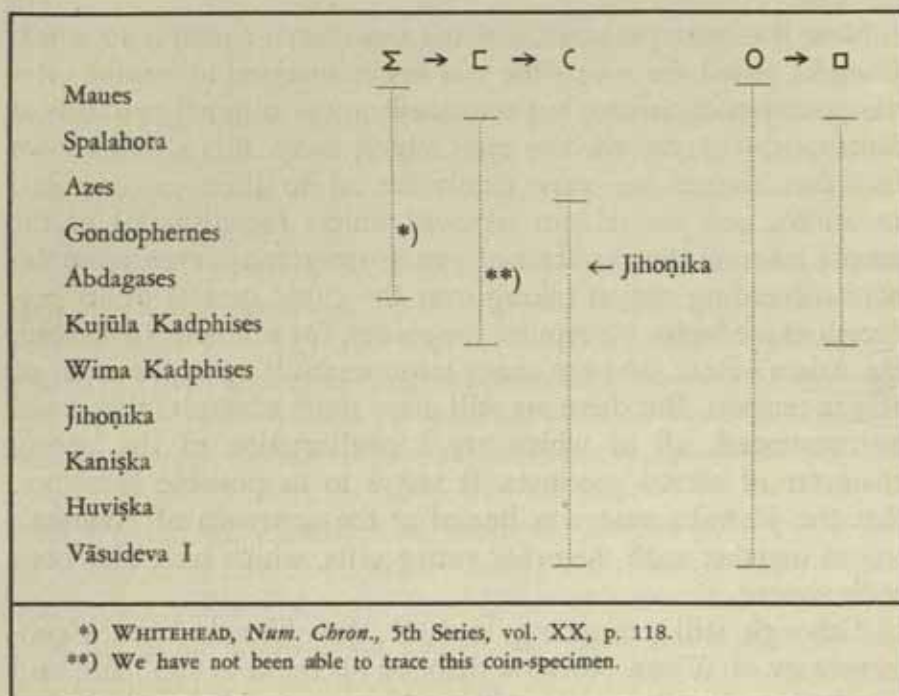 Σ → ⊏ → C O → □
Maues
Spalahora
Azes
Gondophernes *)
Abdagases **) ← Jihoṇika
Kujūla Kadphises
Wima Kadphises
Jihoṇika
Kaniṣka
Huviṣka
Vāsudeva I
*) WHITEHEAD, Num. Chron., 5th Series, vol. XX, p. 118.
**) We have not been able to trace this coin-specimen.